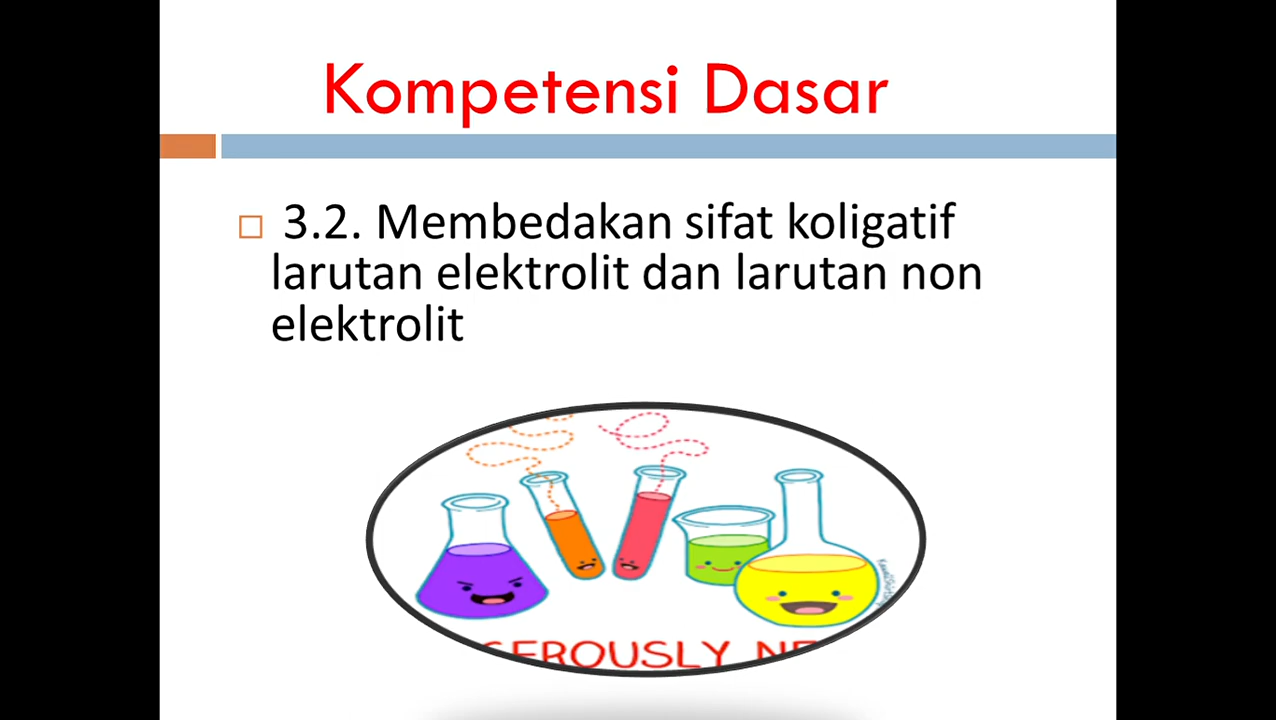 Kompetensi Dasar
3.2. Membedakan sifat koligatif
larutan elektrolit dan larutan non
elektrolit